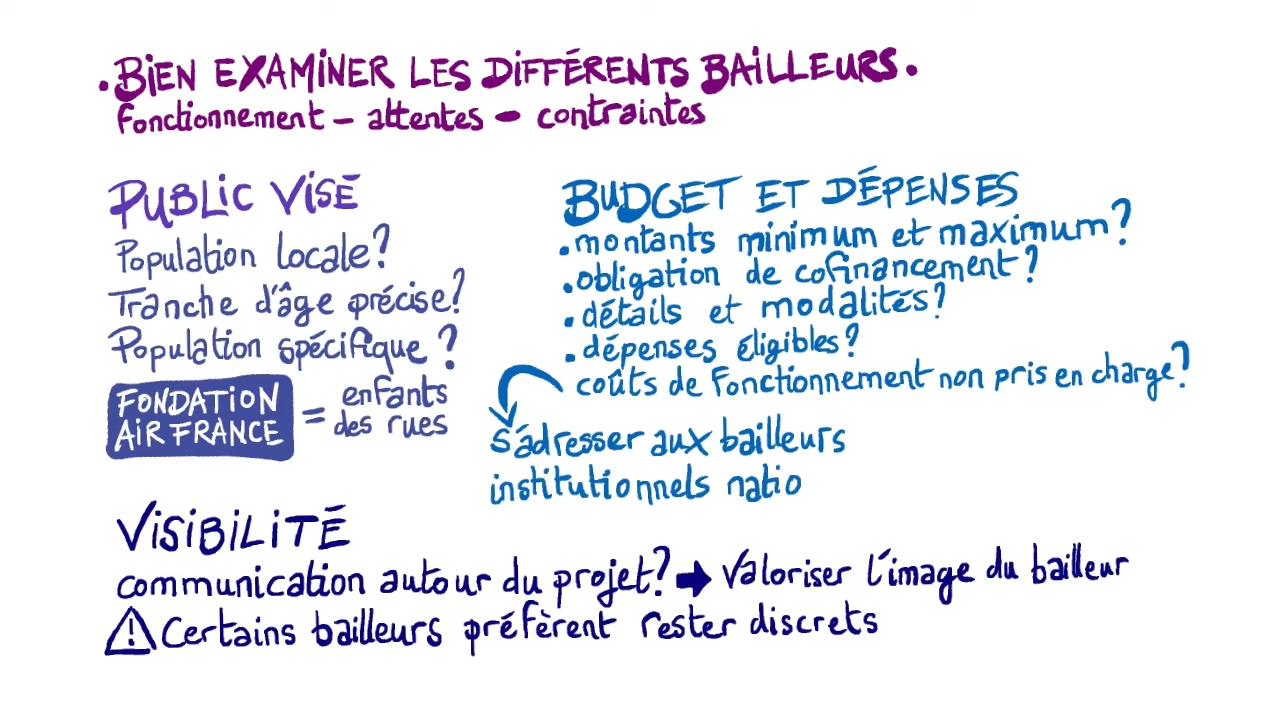 • BIEN EXAMINER LES DIFFÉRENTS BAILLEURS •
fonctionnement – attentes – contraintes
PUBLIC VISÉ
Population locale?
Tranche d'âge précise?
Population spécifique?
FONDATION
AIR FRANCE
= enfants
des rues
BUDGET ET DÉPENSES
• montants minimum et maximum?
• obligation de cofinancement?
• détails et modalités?
• dépenses éligibles?
coûts de fonctionnement non pris en charge?
s'adresser aux bailleurs
institutionnels natio
VISIBILITÉ
communication autour du projet? ➡ Valoriser l'image du bailleur
⚠ Certains bailleurs préfèrent rester discrets